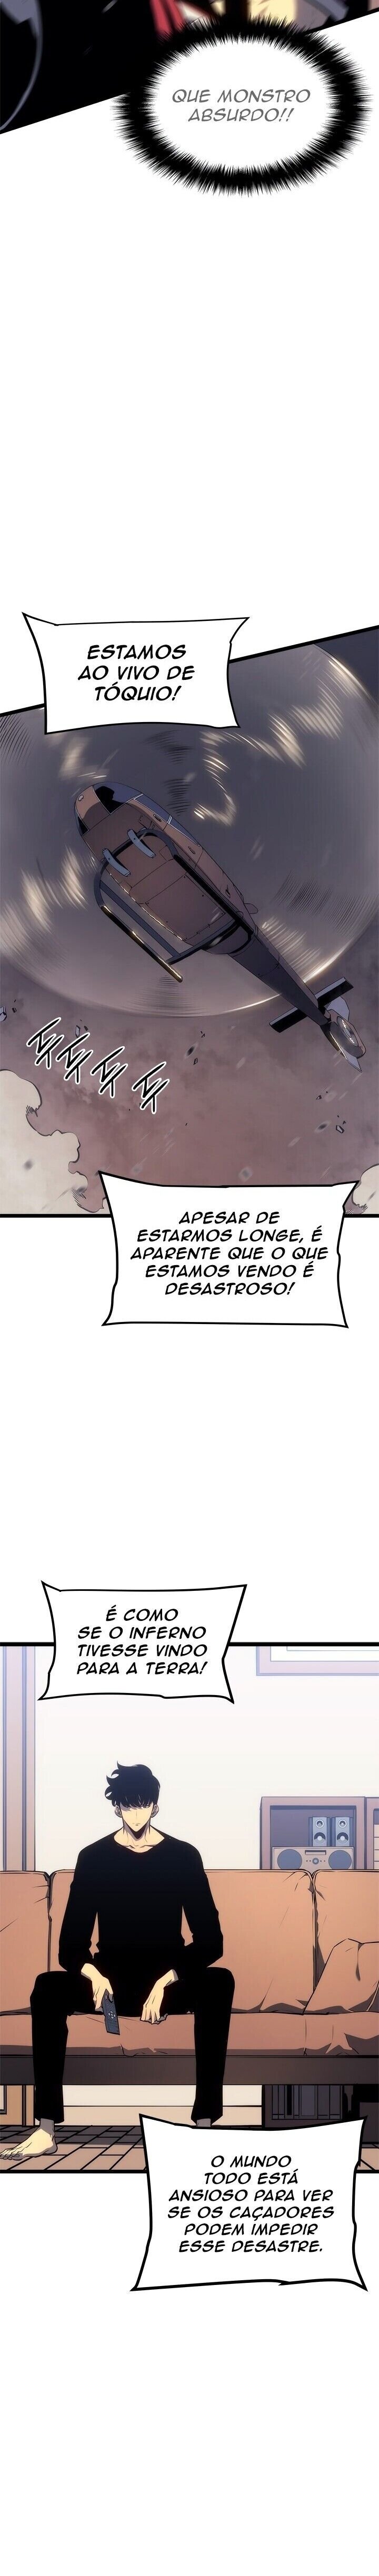 QUE MONSTRO
ABSURDO!!
ESTAMOS
AO VIVO DE
TÓQUIO!
APESAR DE
ESTARMOS LONGE, É
APARENTE QUE O QUE
ESTAMOS VENDO É
DESASTROSO!
É COMO
SE O INFERNO
TIVESSE VINDO
PARA A TERRA!
O MUNDO
TODO ESTÁ
ANSIOSO PARA VER
SE OS CAÇADORES
PODEM IMPEDIR
ESSE DESASTRE.